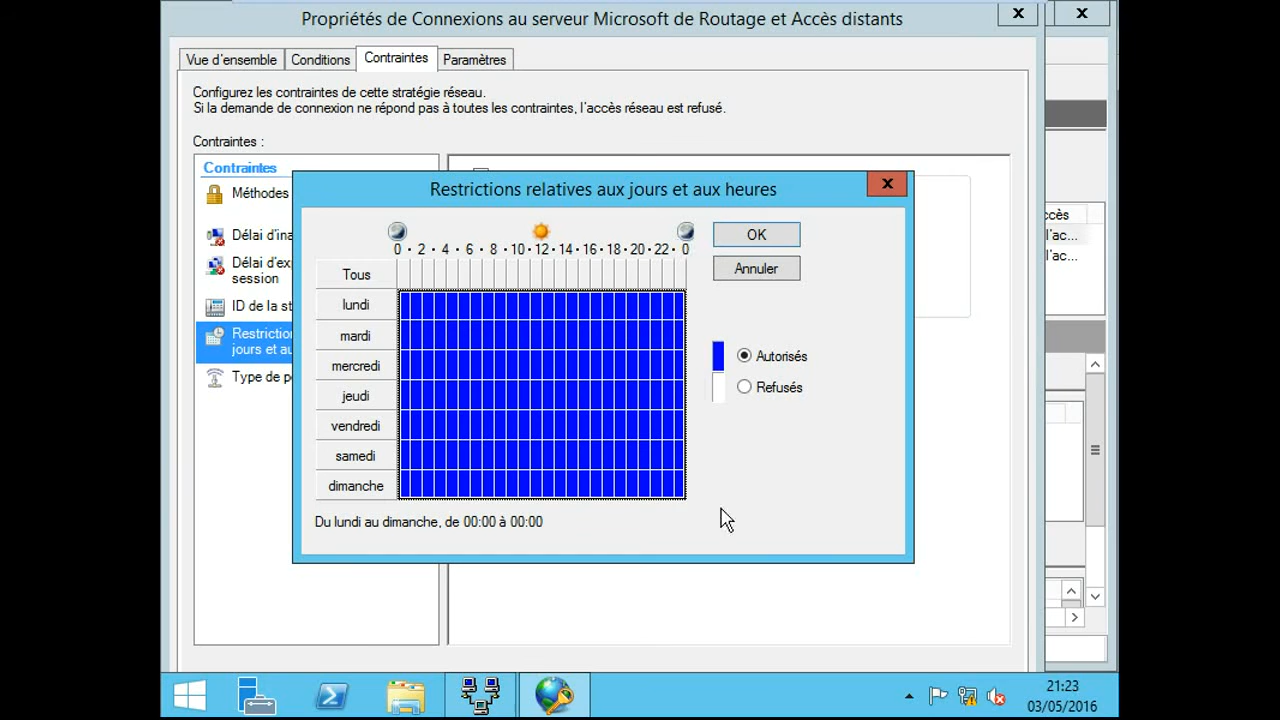 Propriétés de Connexions au serveur Microsoft de Routage et Accès distants
Vue d'ensemble
Conditions
Contraintes
Paramètres
Configurez les contraintes de cette stratégie réseau.
Si la demande de connexion ne répond pas à toutes les contraintes, l'accès réseau est refusé.
Contraintes :
Contraintes
Méthodes
Délai d'ina
Délai d'ex
session
ID de la st
Restriction
jours et au
Type de p
Restrictions relatives aux jours et aux heures
0 · 2 · 4 · 6 · 8 · 10 · 12 · 14 · 16 · 18 · 20 · 22 · 0
Tous
lundi
mardi
mercredi
jeudi
vendredi
samedi
dimanche
Du lundi au dimanche, de 00:00 à 00:00
OK
Annuler
Autorisés
Refusés
ccès
l'ac...
l'ac...
21:23
03/05/2016